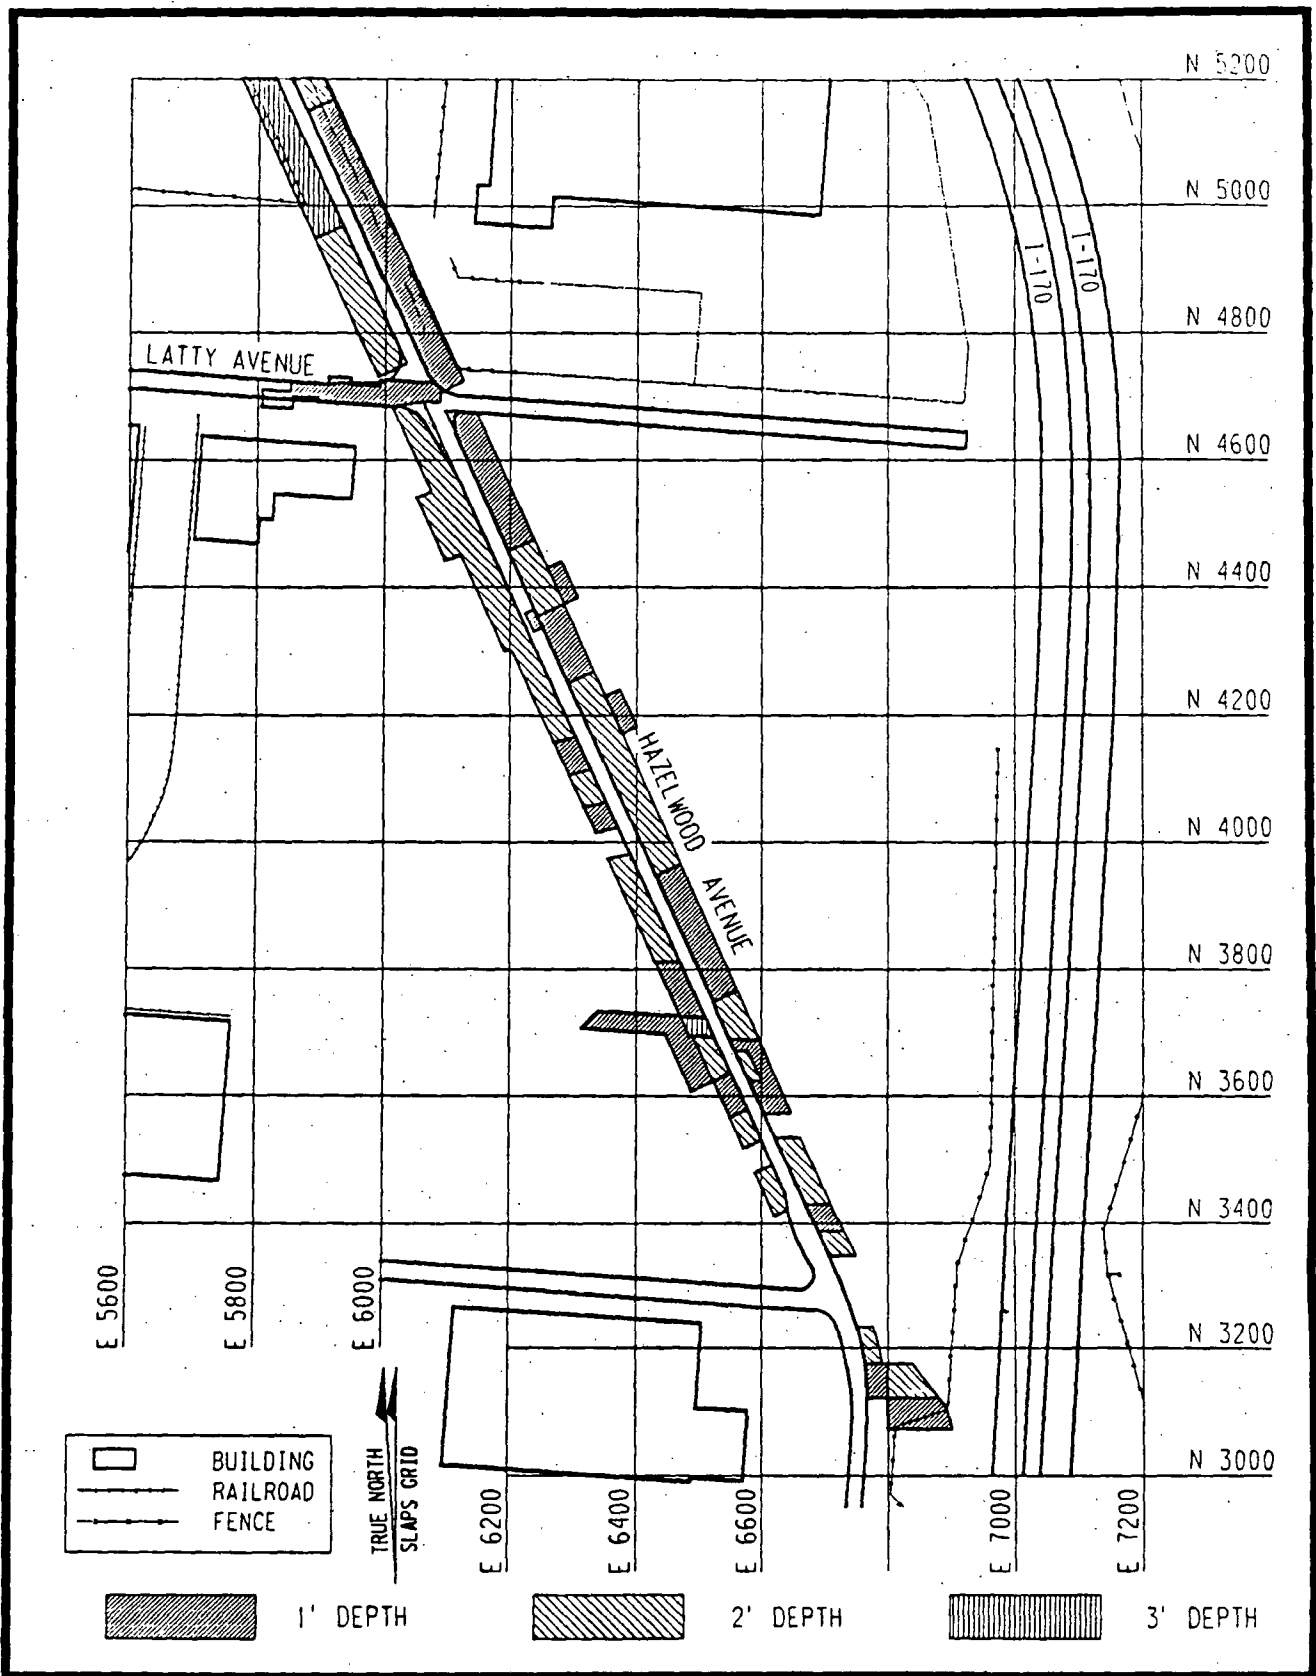 N 5200
N 5000
I-170
I-170
N 4800
LATTY AVENUE
N 4600
N 4400
N 4200
HAZELWOOD AVENUE
N 4000
N 3800
N 3600
N 3400
E 5600
E 5800
E 6000
N 3200
N 3000
TRUE NORTH
SLAPS GRID
BUILDING
RAILROAD
FENCE
E 6200
E 6400
E 6600
E 7000
E 7200
1' DEPTH
2' DEPTH
3' DEPTH